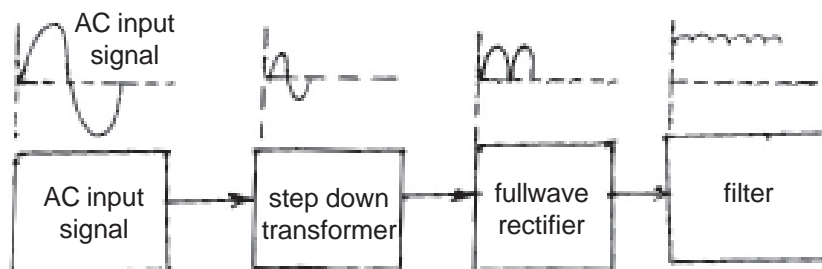 AC input
signal
AC input
signal
step down
transformer
fullwave
rectifier
filter